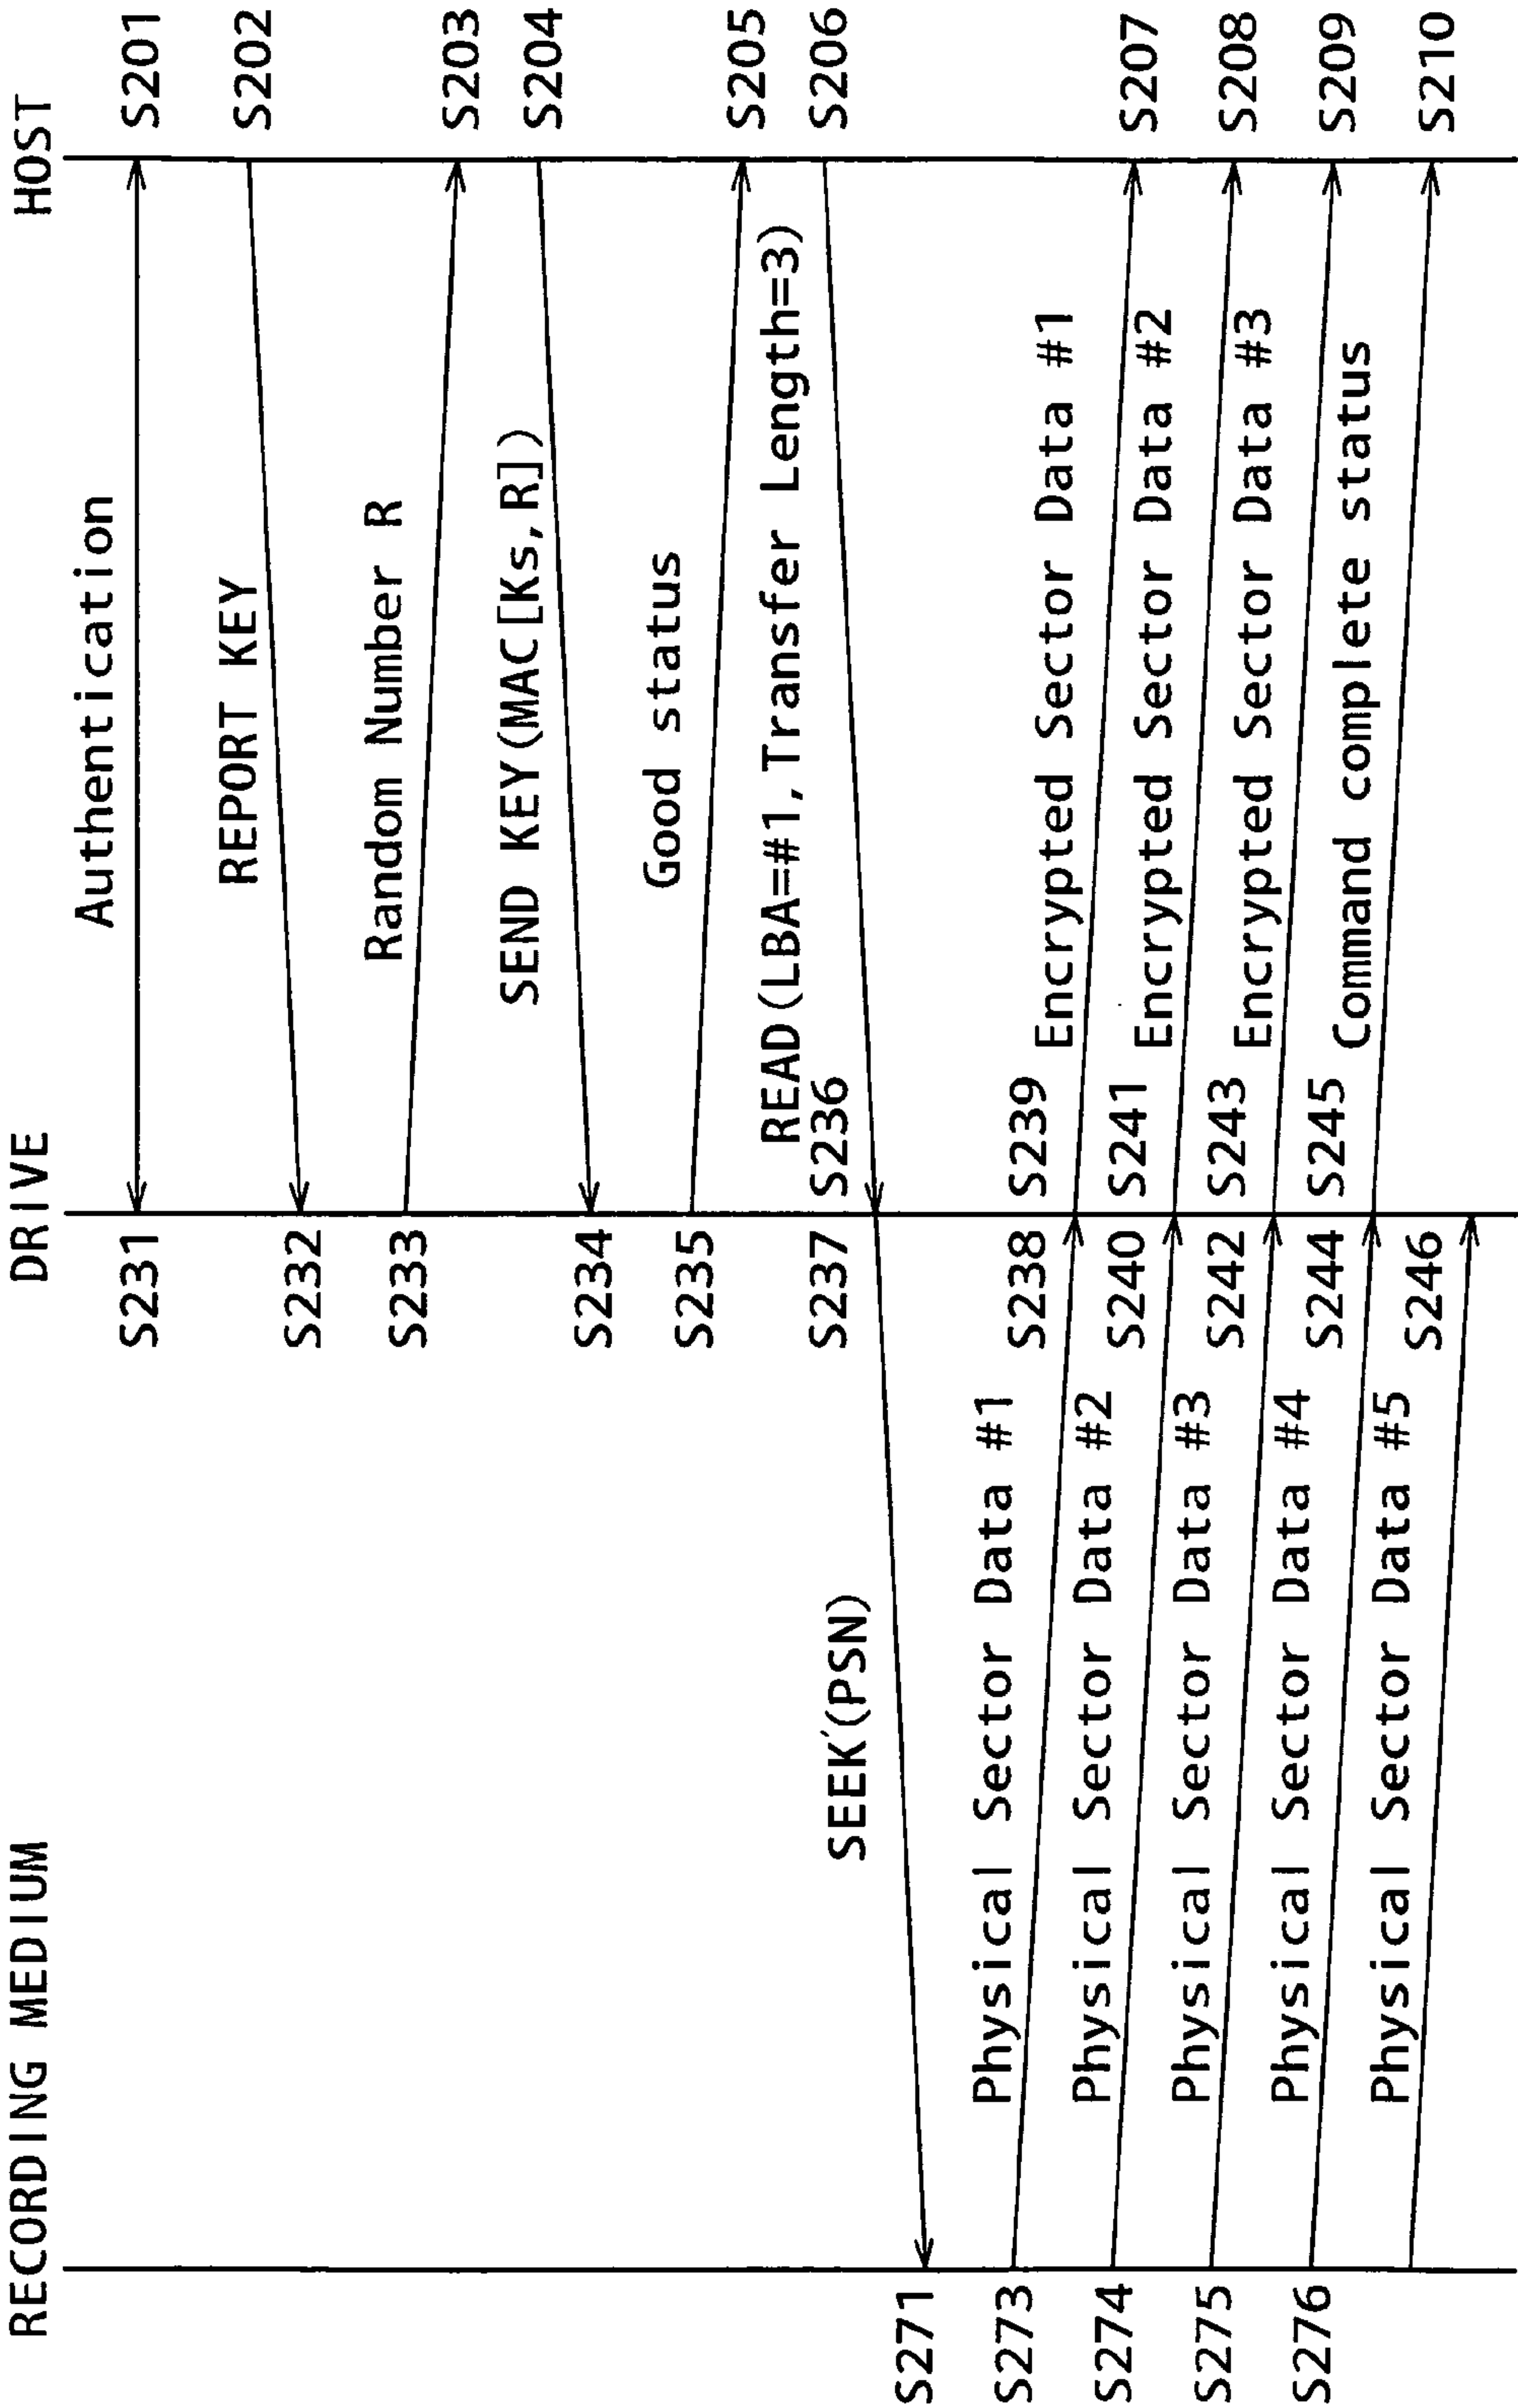 RECORDING MEDIUM
DRIVE
HOST
S231
Authentication
S201
S202
REPORT KEY
S232
S233
Random Number R
S203
S204
SEND KEY(MAC[Ks,R])
S234
S235
Good status
S205
READ(LBA=#1,Transfer Length=3)
S206
S236
S237
SEEK´(PSN)
S271
S273
Physical Sector Data #1
S238
S239
Encrypted Sector Data #1
S207
S274
Physical Sector Data #2
S240
S241
Encrypted Sector Data #2
S208
S275
Physical Sector Data #3
S242
S243
Encrypted Sector Data #3
S209
S276
Physical Sector Data #4
S244
S245
Command complete status
S210
Physical Sector Data #5
S246